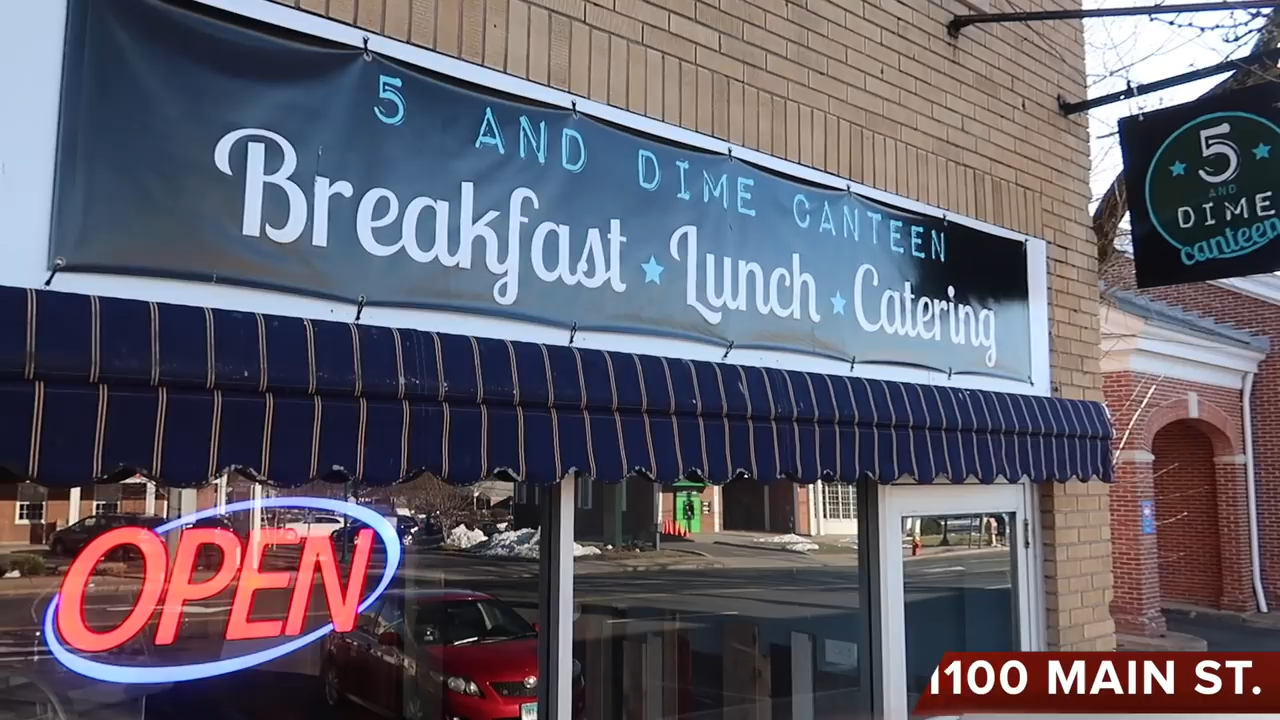 5 AND DIME CANTEEN
Breakfast ★ Lunch ★ Catering
★ 5 ★
AND
DIME
canteen
OPEN
1100 MAIN ST.